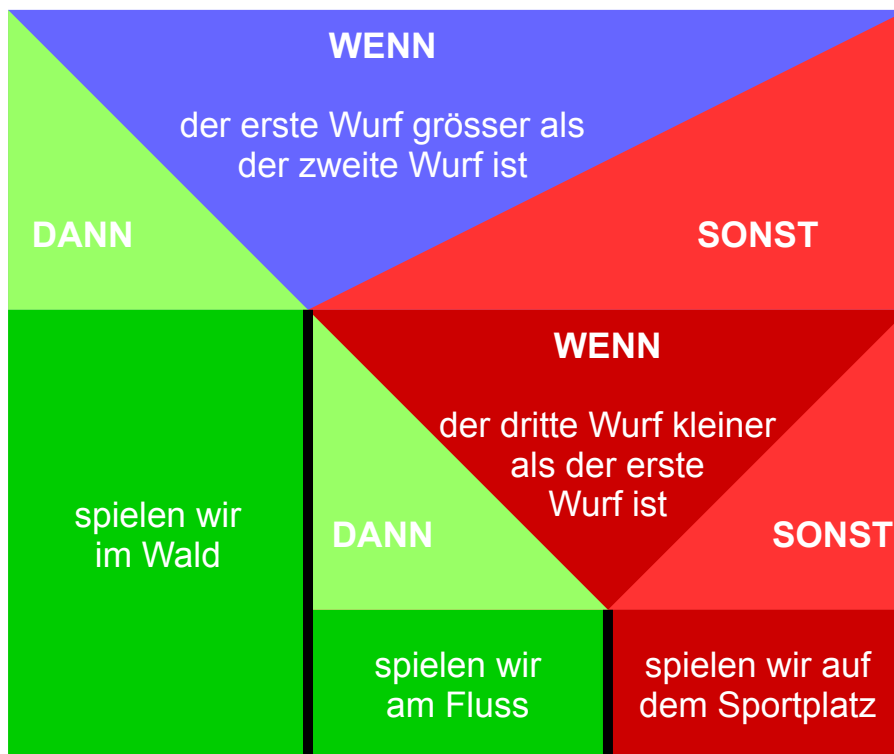 WENN
der erste Wurf grösser als
der zweite Wurf ist
DANN
SONST
WENN
der dritte Wurf kleiner
als der erste
Wurf ist
spielen wir
im Wald
DANN
SONST
spielen wir
am Fluss
spielen wir auf
dem Sportplatz